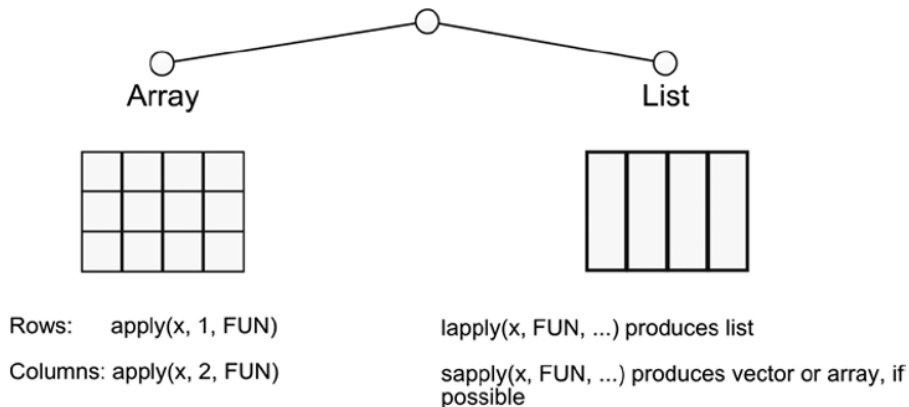 Array
List
Rows: apply(x, 1, FUN)
Columns: apply(x, 2, FUN)
lapply(x, FUN, ...) produces list
sapply(x, FUN, ...) produces vector or array, if
possible